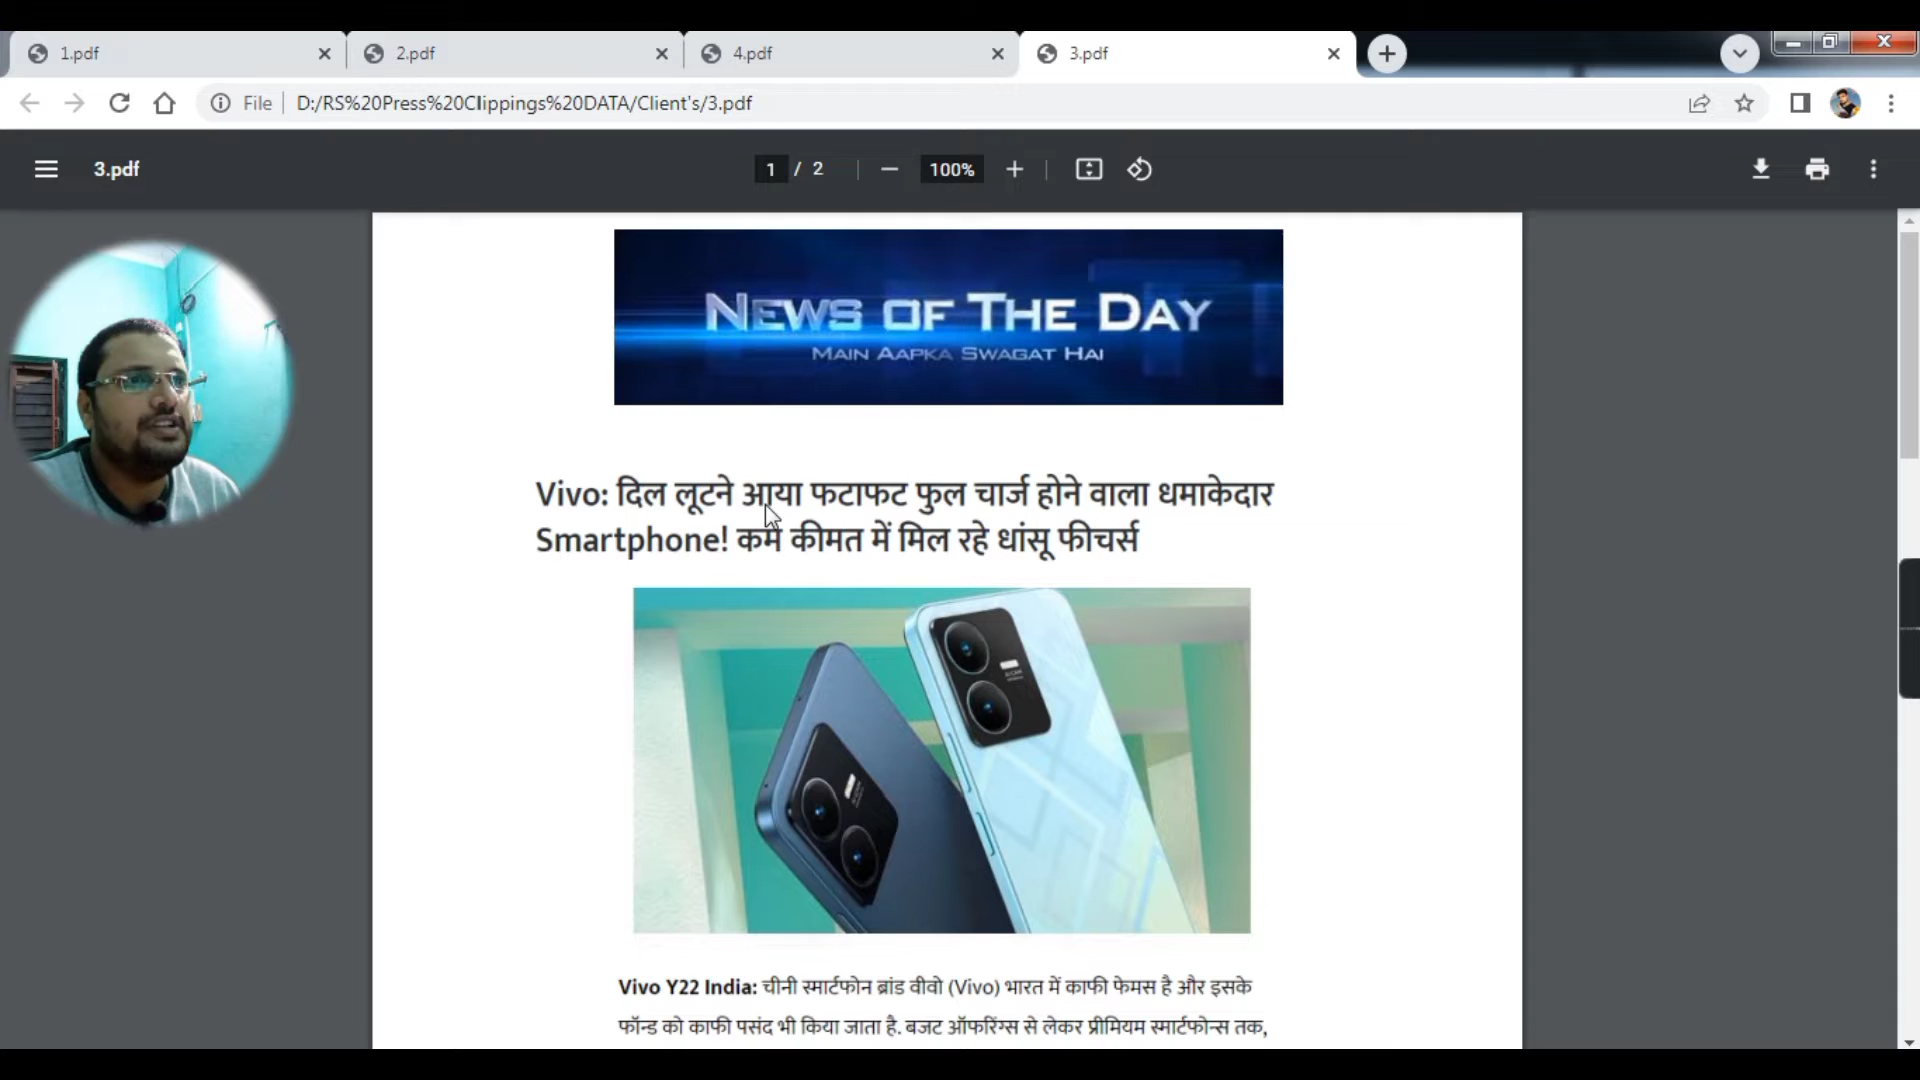 1.pdf
2.pdf
4.pdf
3.pdf
File D:/RS%20Press%20Clippings%20DATA/Client's/3.pdf
3.pdf
1 / 2
100%
NEWS OF THE DAY
MAIN AAPKA SWAGAT HAI
Vivo: दिल लूटने आया फटाफट फुल चार्ज होने वाला धमाकेदार
Smartphone! कम कीमत में मिल रहे धांसू फीचर्स
Vivo Y22 India: चीनी स्मार्टफोन ब्रांड वीवो (Vivo) भारत में काफी फेमस है और इसके
फॉन्ड को काफी पसंद भी किया जाता है. बजट ऑफरिंग्स से लेकर प्रीमियम स्मार्टफोन्स तक,